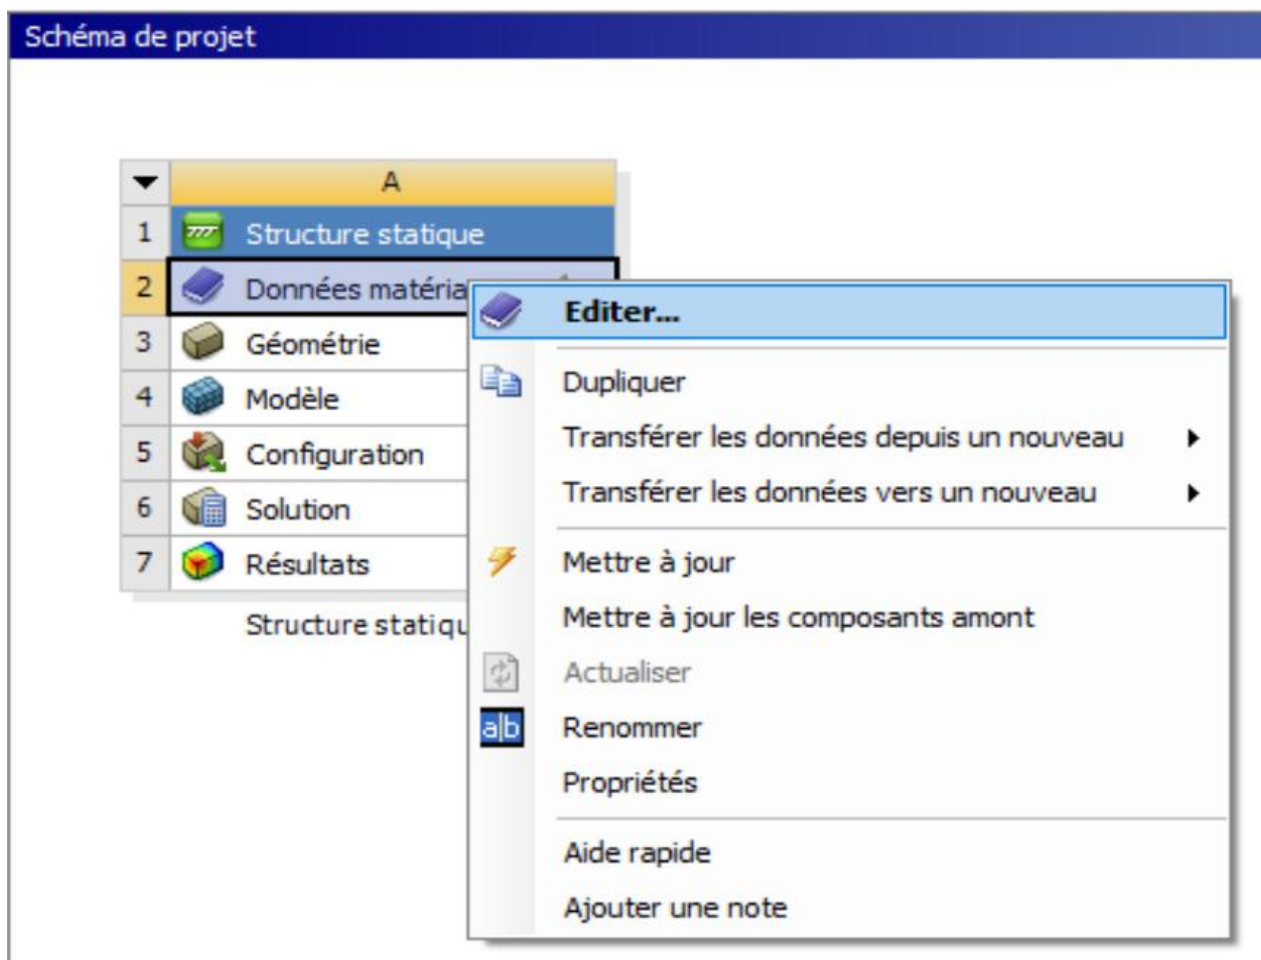 Schéma de projet
A
1 Structure statique
2 Données matéria
3 Géométrie
4 Modèle
5 Configuration
6 Solution
7 Résultats
Structure statiqu
Editer...
Dupliquer
Transférer les données depuis un nouveau
Transférer les données vers un nouveau
Mettre à jour
Mettre à jour les composants amont
Actualiser
a|b Renommer
Propriétés
Aide rapide
Ajouter une note